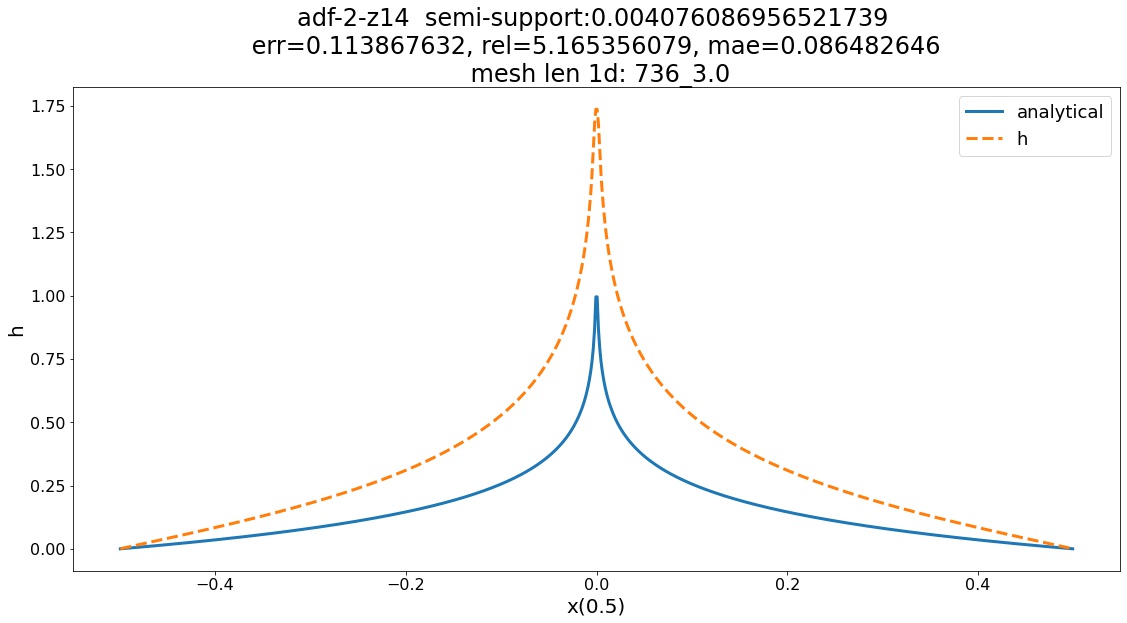 adf-2-z14  semi-support:0.004076086956521739
err=0.113867632, rel=5.165356079, mae=0.086482646
mesh len 1d: 736_3.0
1.75
1.50
1.25
1.00
0.75
0.50
0.25
0.00
h
analytical
h
−0.4
−0.2
0.0
0.2
0.4
x(0.5)